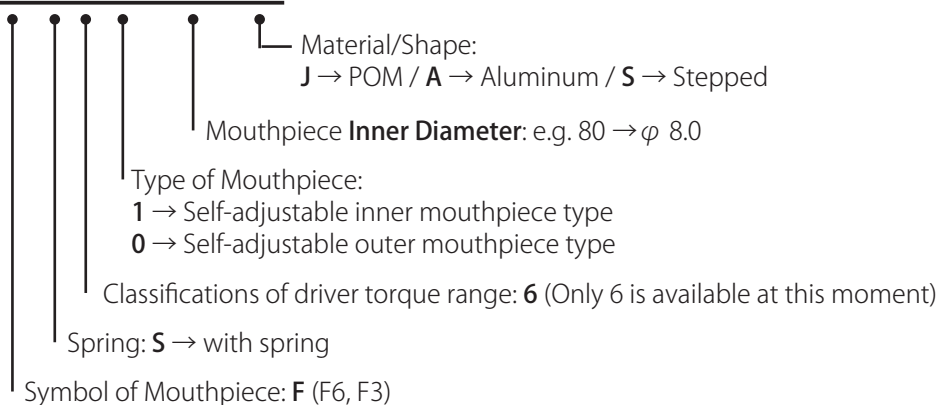 Material/Shape:
J → POM / A → Aluminum / S → Stepped
Mouthpiece Inner Diameter: e.g. 80 → φ 8.0
Type of Mouthpiece:
1 → Self-adjustable inner mouthpiece type
0 → Self-adjustable outer mouthpiece type
Classifications of driver torque range: 6 (Only 6 is available at this moment)
Spring: S → with spring
Symbol of Mouthpiece: F (F6, F3)